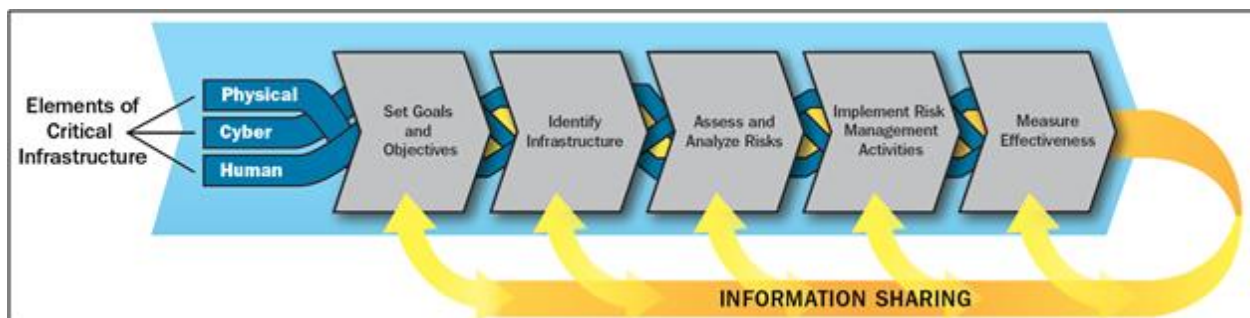 Elements of
Critical
Infrastructure
Physical
Cyber
Human
Set Goals
and
Objectives
Identify
Infrastructure
Assess and
Analyze Risks
Implement Risk
Management
Activities
Measure
Effectiveness
INFORMATION SHARING